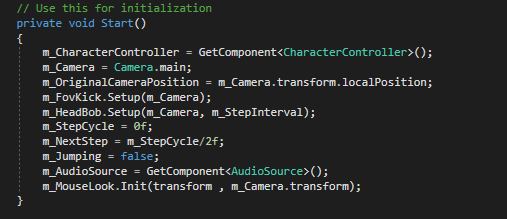 // Use this for initialization
private void Start()
{
m_CharacterController = GetComponent<CharacterController>();
m_Camera = Camera.main;
m_OriginalCameraPosition = m_Camera.transform.localPosition;
m_FovKick.Setup(m_Camera);
m_HeadBob.Setup(m_Camera, m_StepInterval);
m_StepCycle = 0f;
m_NextStep = m_StepCycle/2f;
m_Jumping = false;
m_AudioSource = GetComponent<AudioSource>();
m_MouseLook.Init(transform , m_Camera.transform);
}